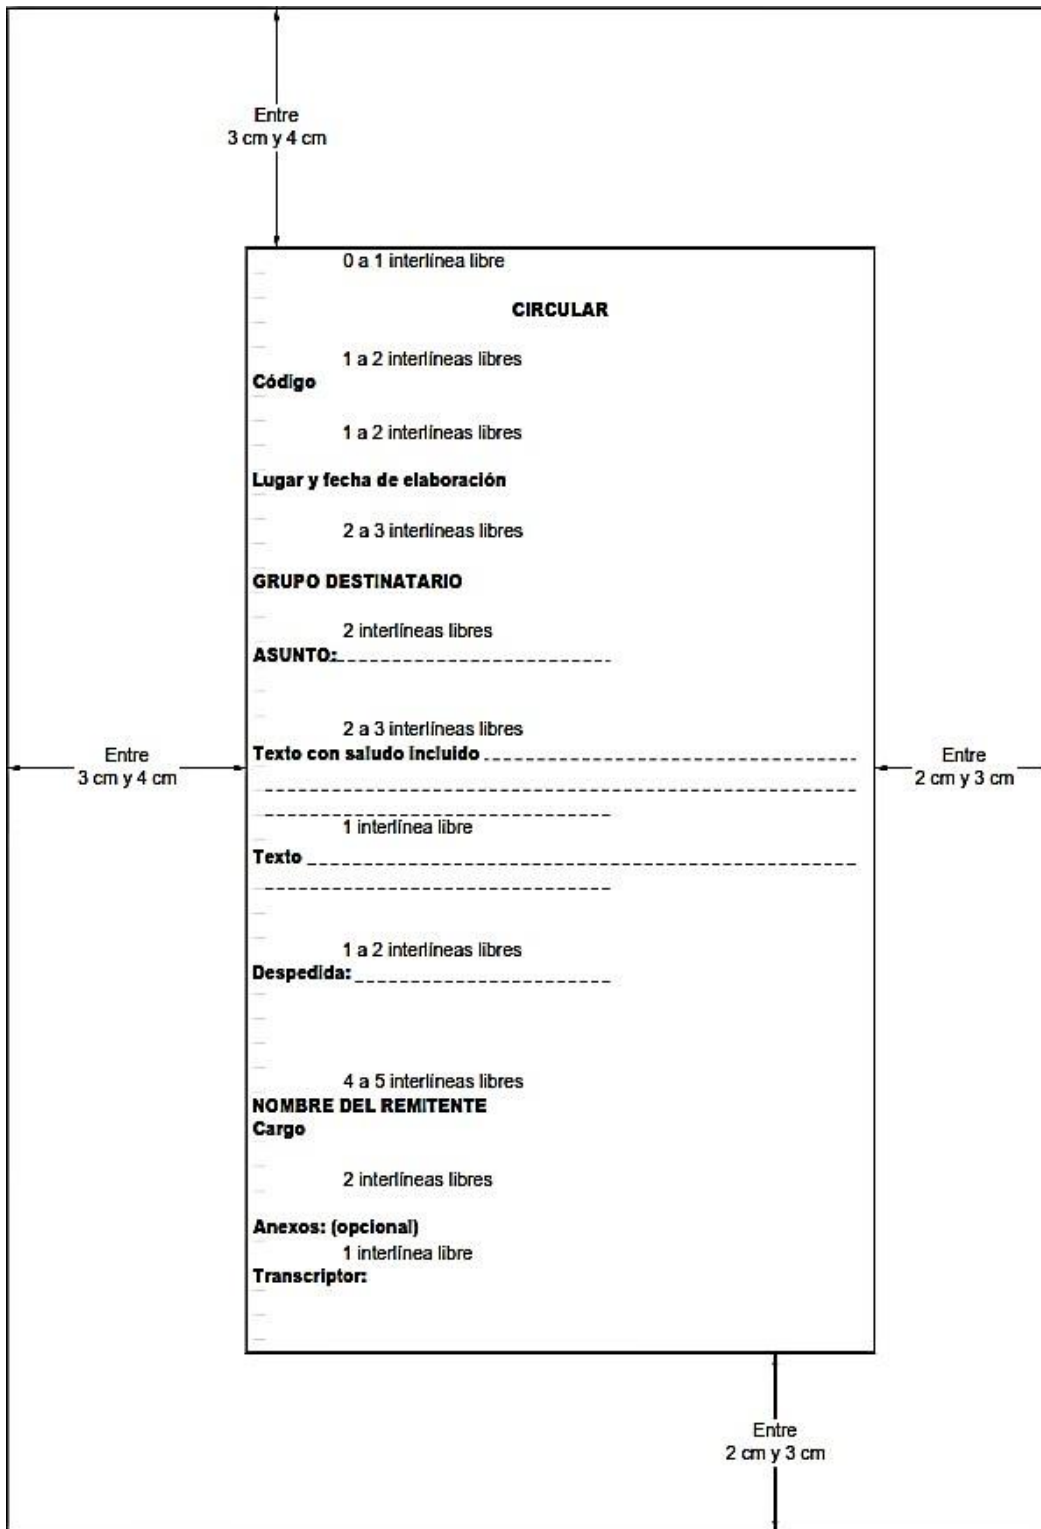 Entre
3 cm y 4 cm
0 a 1 interlínea libre
CIRCULAR
1 a 2 interlíneas libres
Código
1 a 2 interlíneas libres
Lugar y fecha de elaboración
2 a 3 interlíneas libres
GRUPO DESTINATARIO
2 interlíneas libres
ASUNTO:
2 a 3 interlíneas libres
Texto con saludo incluido
Entre
3 cm y 4 cm
Entre
2 cm y 3 cm
1 interlínea libre
Texto
1 a 2 interlíneas libres
Despedida:
4 a 5 interlíneas libres
NOMBRE DEL REMITENTE
Cargo
2 interlíneas libres
Anexos: (opcional)
1 interlínea libre
Transcriptor:
Entre
2 cm y 3 cm